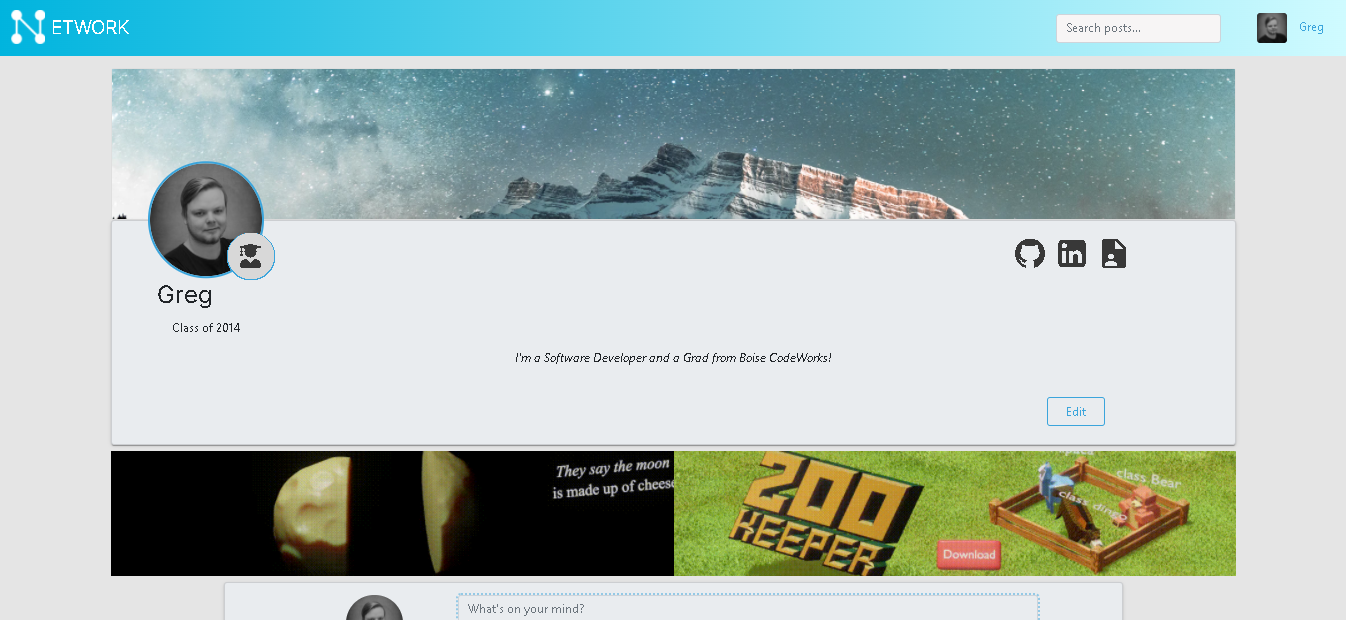 NETWORK
Search posts...
Greg
Greg
Class of 2014
I'm a Software Developer and a Grad from Boise CodeWorks!
Edit
They say the moon
is made up of cheese
ZOO
KEEPER
class Bear
class dingo
Download
What's on your mind?